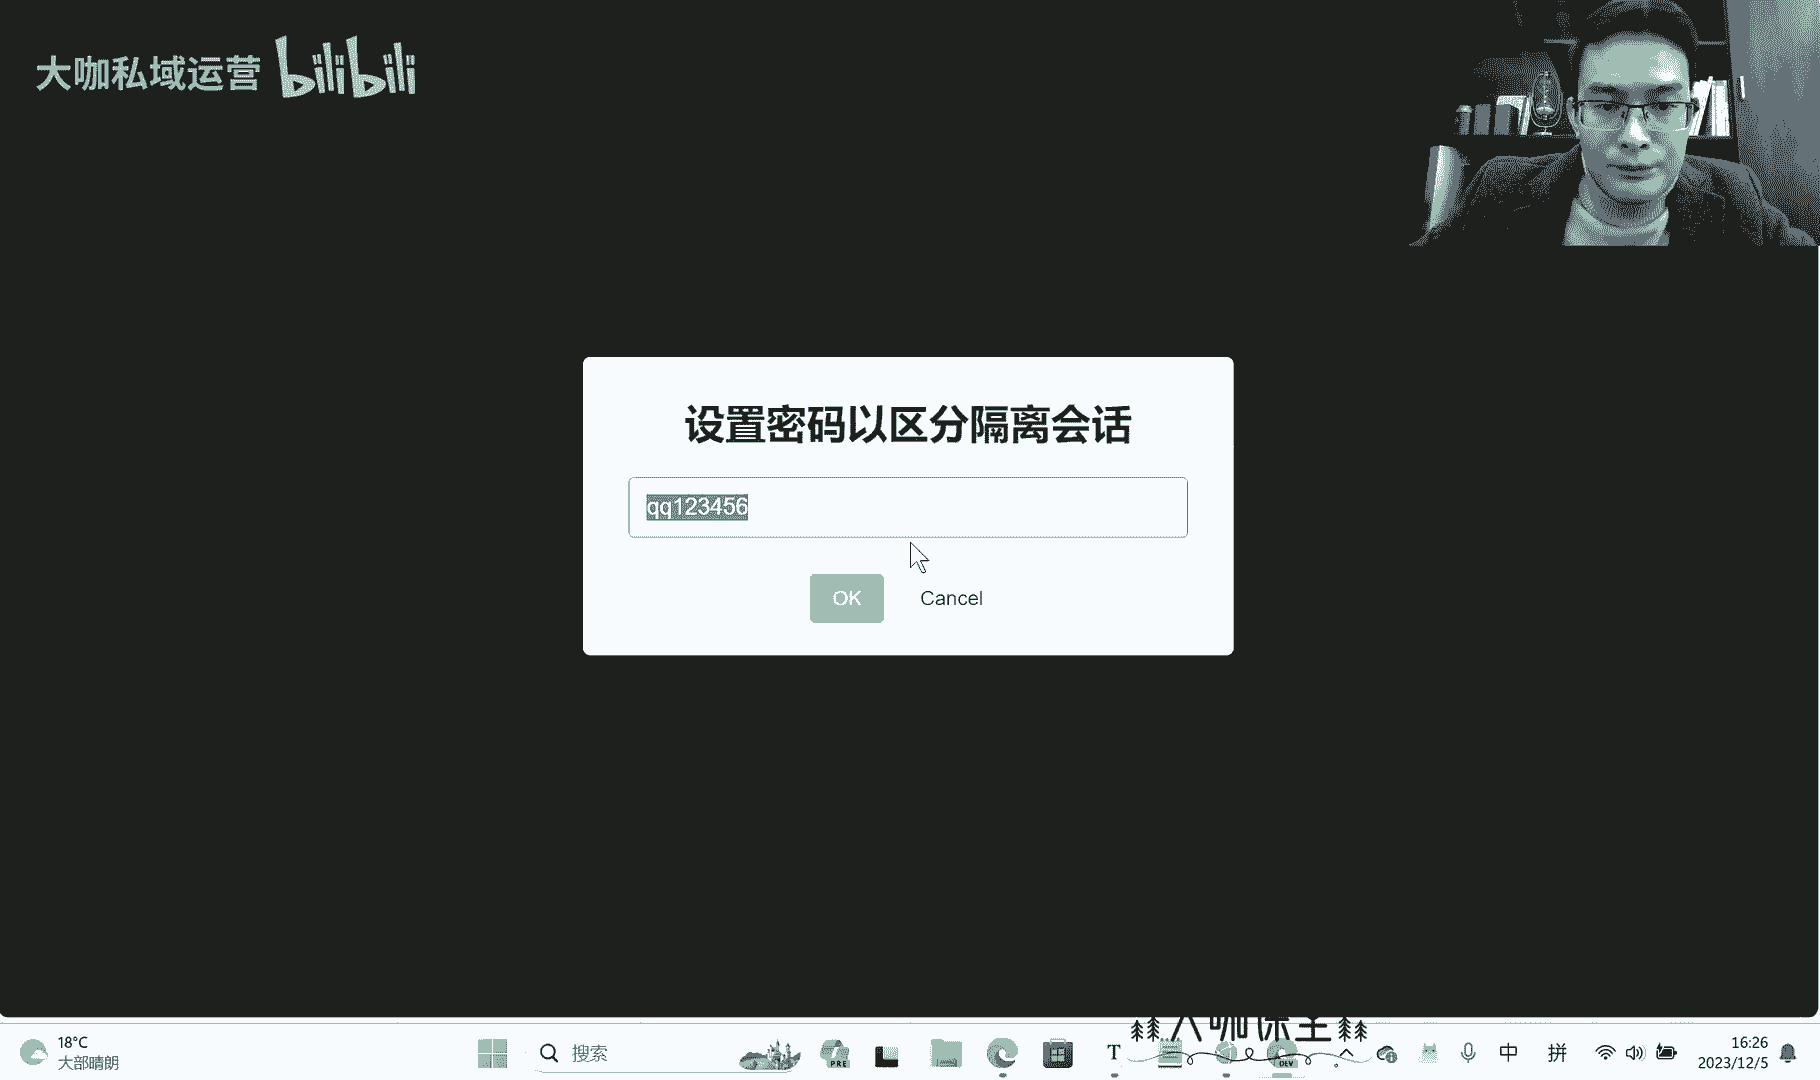 大咖私域运营 bilibili
设置密码以区分隔离会话
qq123456
OK Cancel
大咖课堂
18°C
大部晴朗
搜索
PRE
T
DEV
中
拼
16:26
2023/12/5